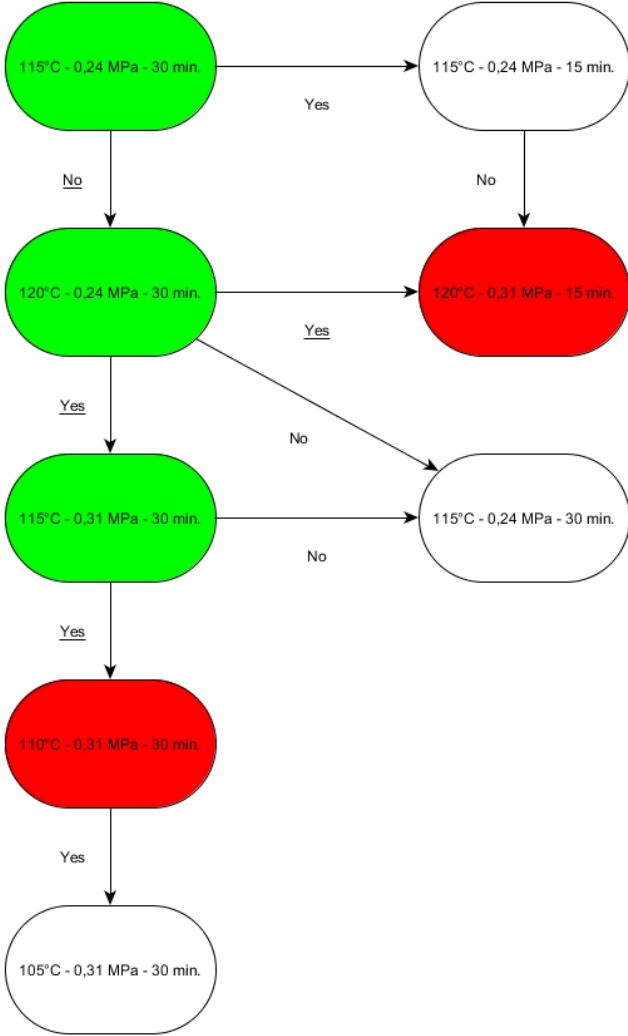 115°C - 0,24 MPa - 30 min.
115°C - 0,24 MPa - 15 min.
Yes
No
No
120°C - 0,24 MPa - 30 min.
120°C - 0,31 MPa - 15 min.
Yes
Yes
No
115°C - 0,31 MPa - 30 min.
115°C - 0,24 MPa - 30 min.
No
Yes
110°C - 0,31 MPa - 30 min.
Yes
105°C - 0,31 MPa - 30 min.